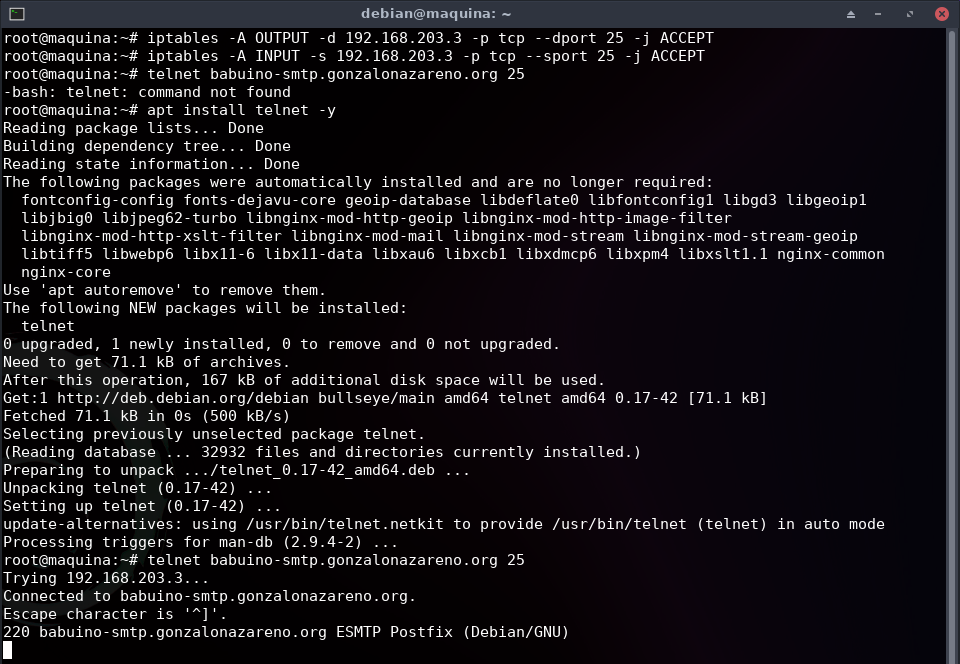 debian@maquina: ~
root@maquina:~# iptables -A OUTPUT -d 192.168.203.3 -p tcp --dport 25 -j ACCEPT
root@maquina:~# iptables -A INPUT -s 192.168.203.3 -p tcp --sport 25 -j ACCEPT
root@maquina:~# telnet babuino-smtp.gonzalonazareno.org 25
-bash: telnet: command not found
root@maquina:~# apt install telnet -y
Reading package lists... Done
Building dependency tree... Done
Reading state information... Done
The following packages were automatically installed and are no longer required:
  fontconfig-config fonts-dejavu-core geoip-database libdeflate0 libfontconfig1 libgd3 libgeoip1
  libjbig0 libjpeg62-turbo libnginx-mod-http-geoip libnginx-mod-http-image-filter
  libnginx-mod-http-xslt-filter libnginx-mod-mail libnginx-mod-stream libnginx-mod-stream-geoip
  libtiff5 libwebp6 libx11-6 libx11-data libxau6 libxcb1 libxdmcp6 libxpm4 libxslt1.1 nginx-common
  nginx-core
Use 'apt autoremove' to remove them.
The following NEW packages will be installed:
  telnet
0 upgraded, 1 newly installed, 0 to remove and 0 not upgraded.
Need to get 71.1 kB of archives.
After this operation, 167 kB of additional disk space will be used.
Get:1 http://deb.debian.org/debian bullseye/main amd64 telnet amd64 0.17-42 [71.1 kB]
Fetched 71.1 kB in 0s (500 kB/s)
Selecting previously unselected package telnet.
(Reading database ... 32932 files and directories currently installed.)
Preparing to unpack .../telnet_0.17-42_amd64.deb ...
Unpacking telnet (0.17-42) ...
Setting up telnet (0.17-42) ...
update-alternatives: using /usr/bin/telnet.netkit to provide /usr/bin/telnet (telnet) in auto mode
Processing triggers for man-db (2.9.4-2) ...
root@maquina:~# telnet babuino-smtp.gonzalonazareno.org 25
Trying 192.168.203.3...
Connected to babuino-smtp.gonzalonazareno.org.
Escape character is '^]'.
220 babuino-smtp.gonzalonazareno.org ESMTP Postfix (Debian/GNU)